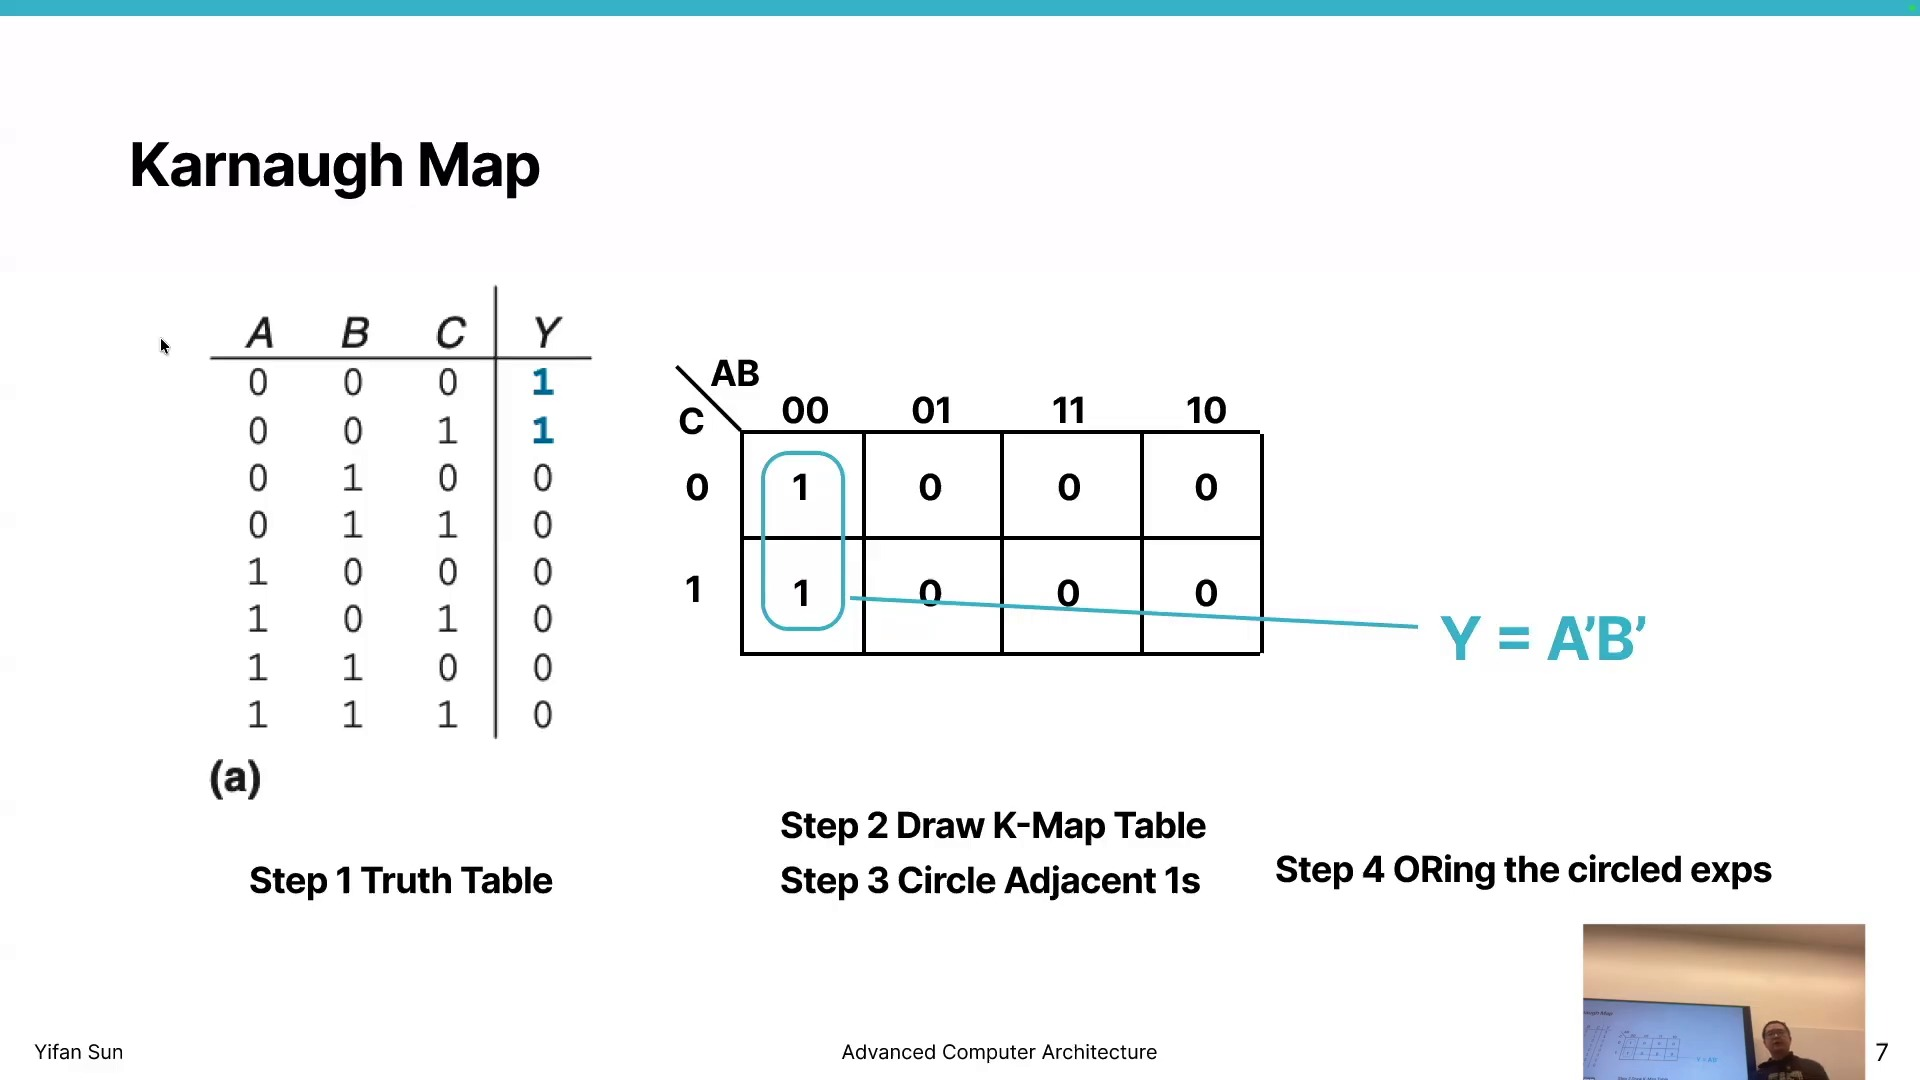 Karnaugh Map
A B C Y
0 0 0 1
0 0 1 1
0 1 0 0
0 1 1 0
1 0 0 0
1 0 1 0
1 1 0 0
1 1 1 0
(a)
Step 1 Truth Table
AB
C 00 01 11 10
0 1 0 0 0
1 1 0 0 0
Y = A’B’
Step 2 Draw K-Map Table
Step 3 Circle Adjacent 1s
Step 4 ORing the circled exps
Yifan Sun
Advanced Computer Architecture
7